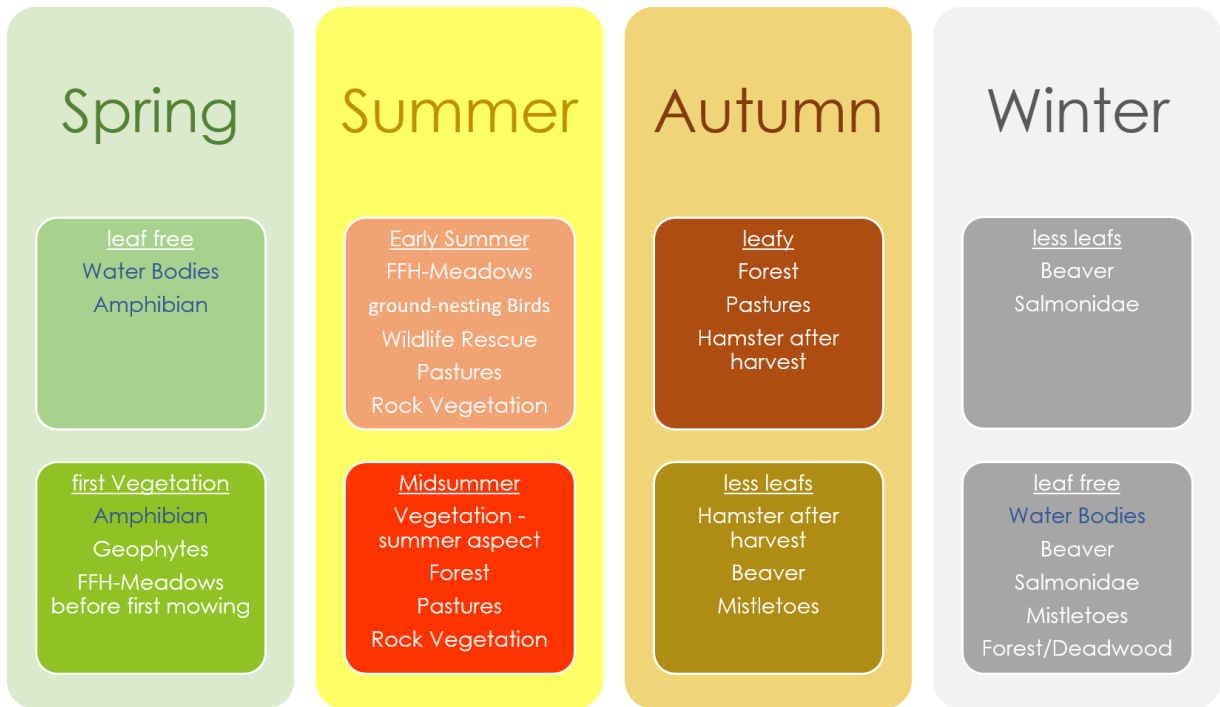 Spring
leaf free
Water Bodies
Amphibian
first Vegetation
Amphibian
Geophytes
FFH-Meadows
before first mowing
Summer
Early Summer
FFH-Meadows
ground-nesting Birds
Wildlife Rescue
Pastures
Rock Vegetation
Midsummer
Vegetation -
summer aspect
Forest
Pastures
Rock Vegetation
Autumn
leafy
Forest
Pastures
Hamster after
harvest
less leafs
Hamster after
harvest
Beaver
Mistletoes
Winter
less leafs
Beaver
Salmonidae
leaf free
Water Bodies
Beaver
Salmonidae
Mistletoes
Forest/Deadwood